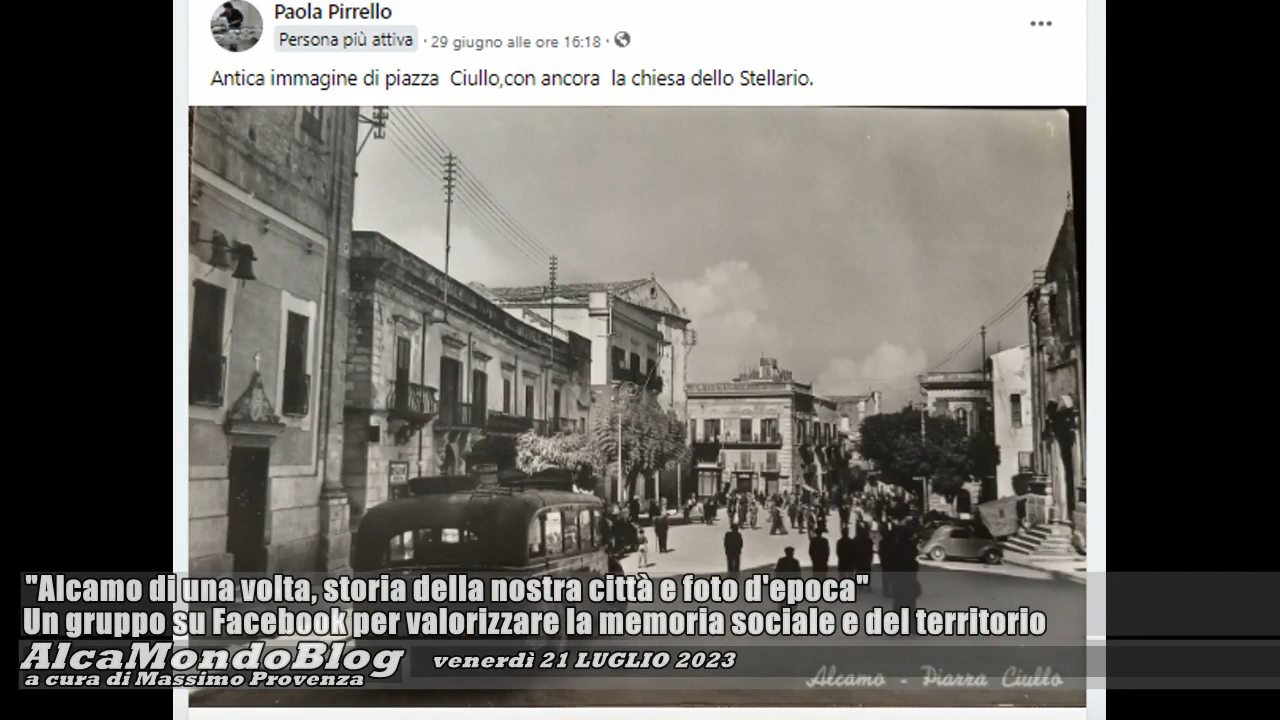 Paola Pirrello
Persona più attiva · 29 giugno alle ore 16:18 ·
Antica immagine di piazza  Ciullo,con ancora  la chiesa dello Stellario.
"Alcamo di una volta, storia della nostra città e foto d'epoca"
Un gruppo su Facebook per valorizzare la memoria sociale e del territorio
AlcaMondoBlog venerdì 21 LUGLIO 2023
a cura di Massimo Provenza
Alcamo - Piazza Ciullo